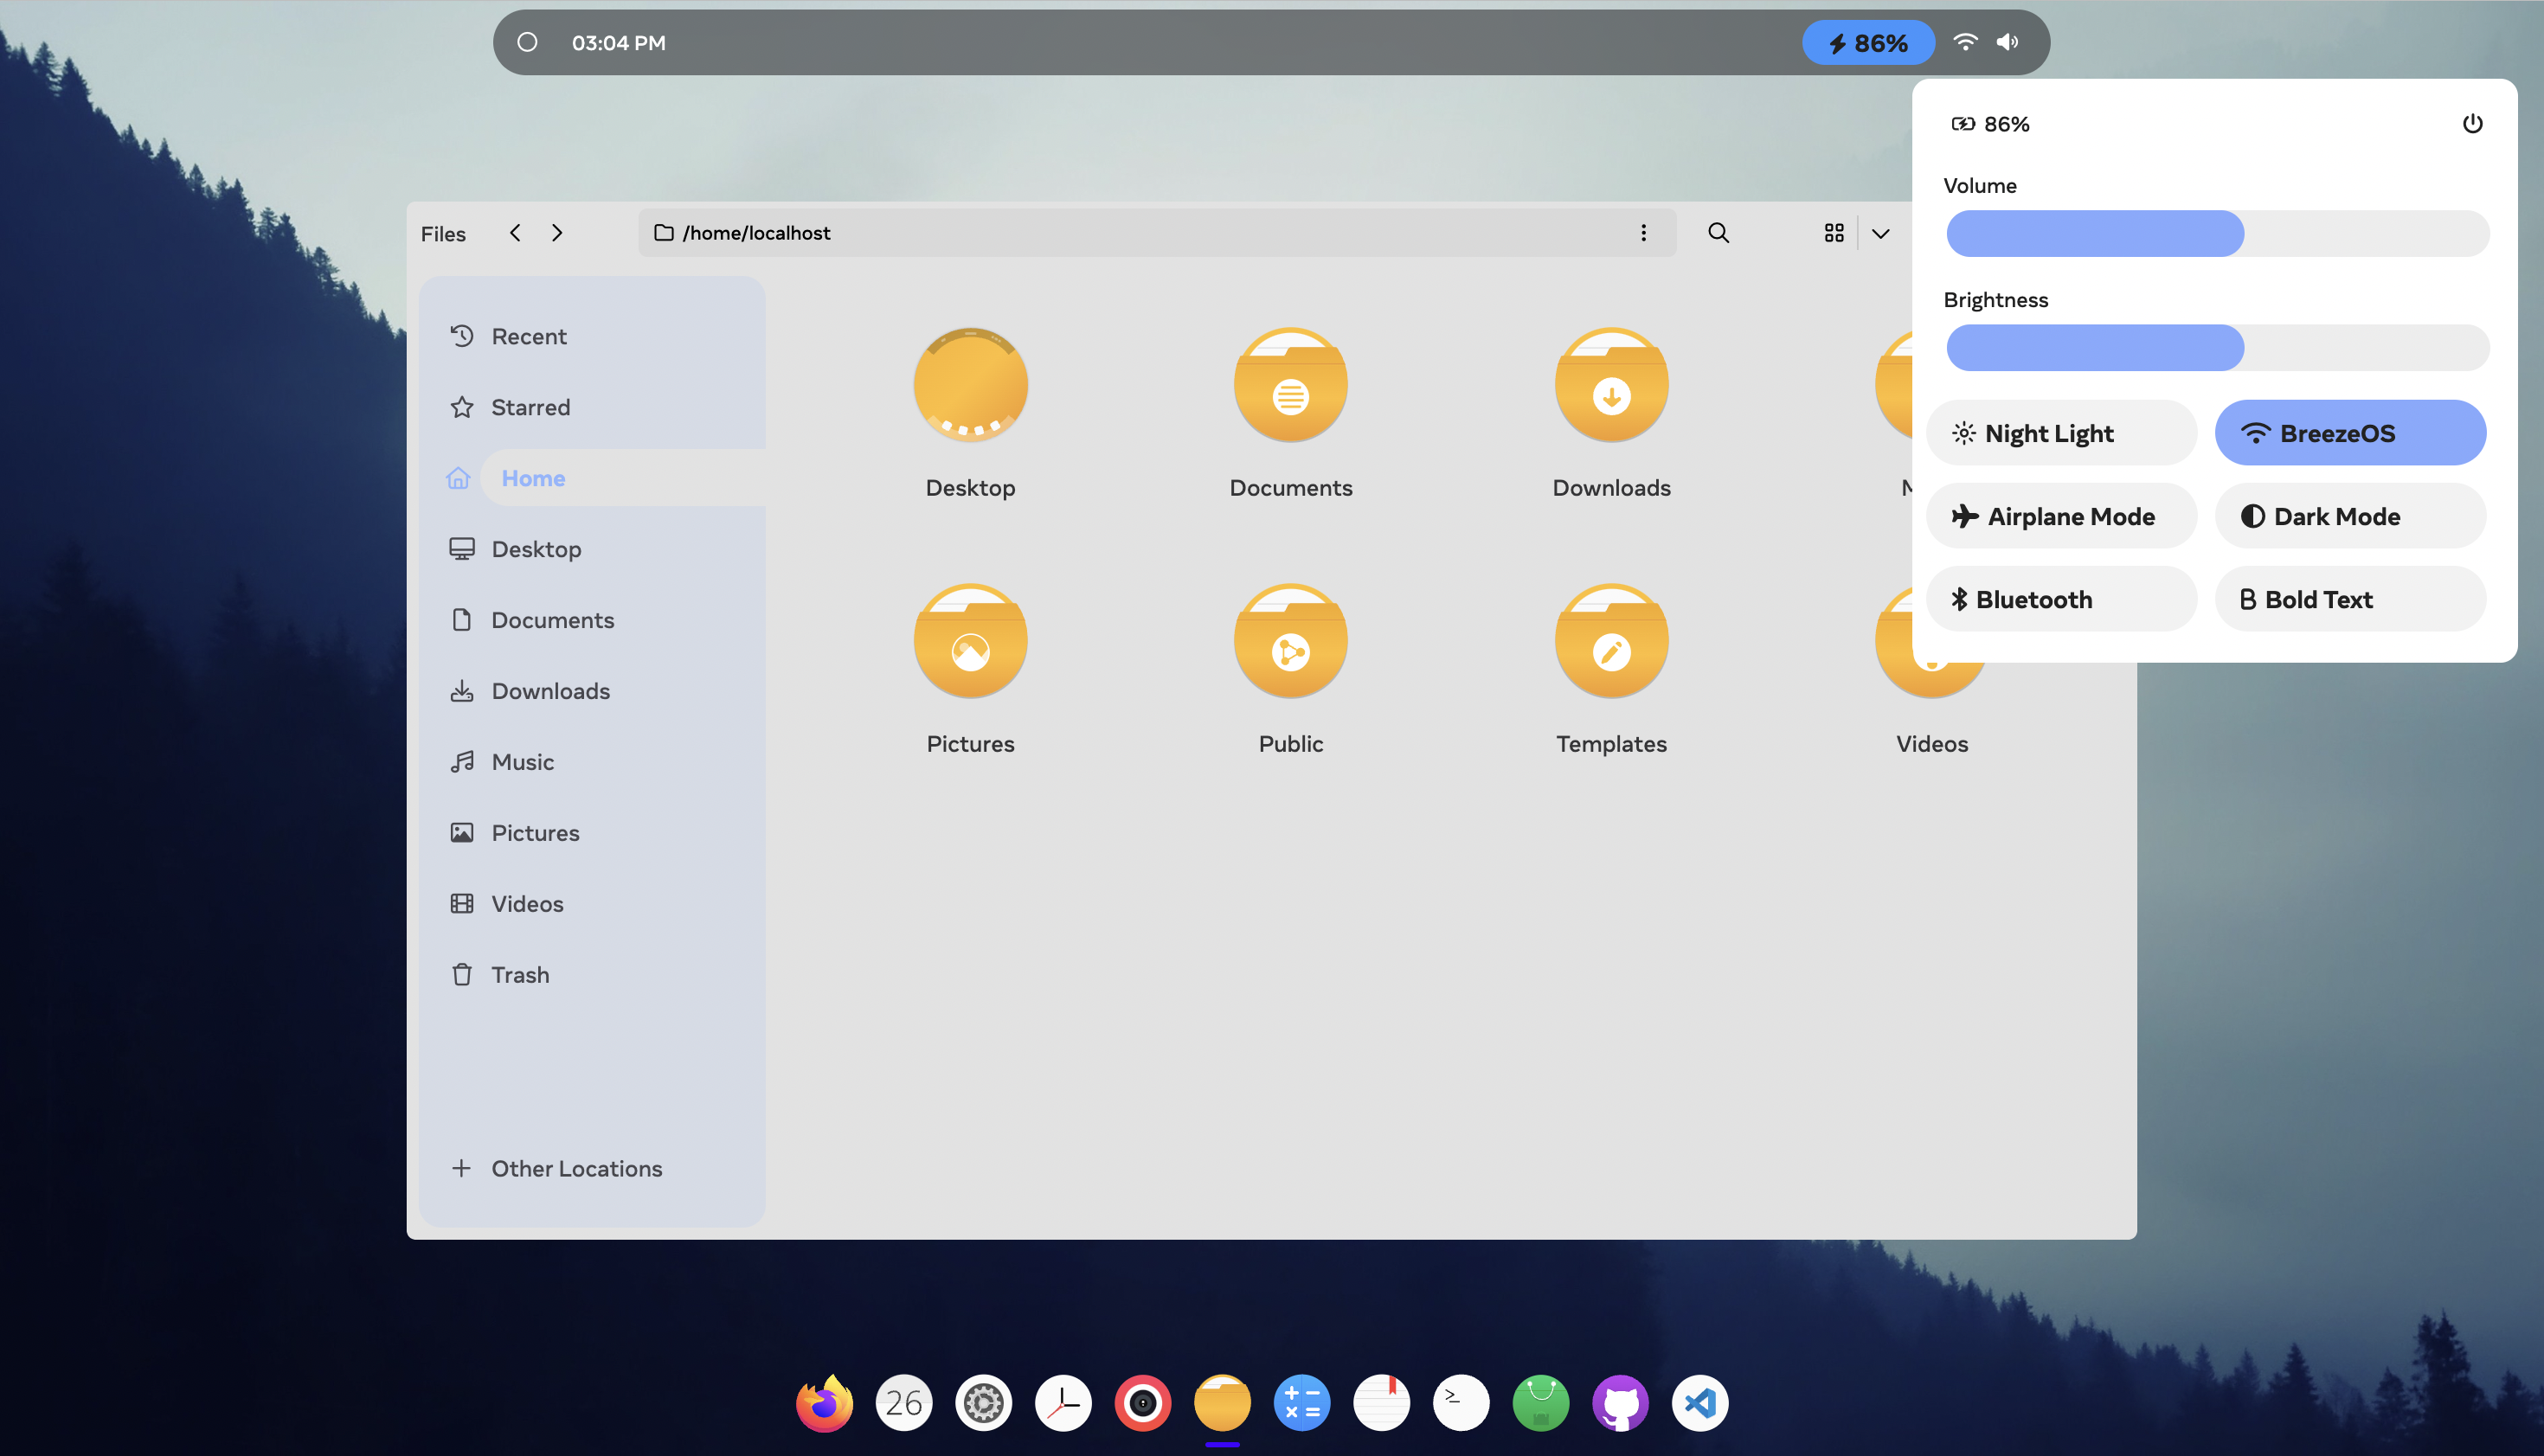 03:04 PM
86%
86%
Volume
Brightness
Night Light
BreezeOS
Airplane Mode
Dark Mode
Bluetooth
Bold Text
Files
/home/localhost
Recent
Starred
Home
Desktop
Documents
Downloads
Music
Pictures
Videos
Trash
Other Locations
Desktop
Documents
Downloads
Pictures
Public
Templates
Videos
26